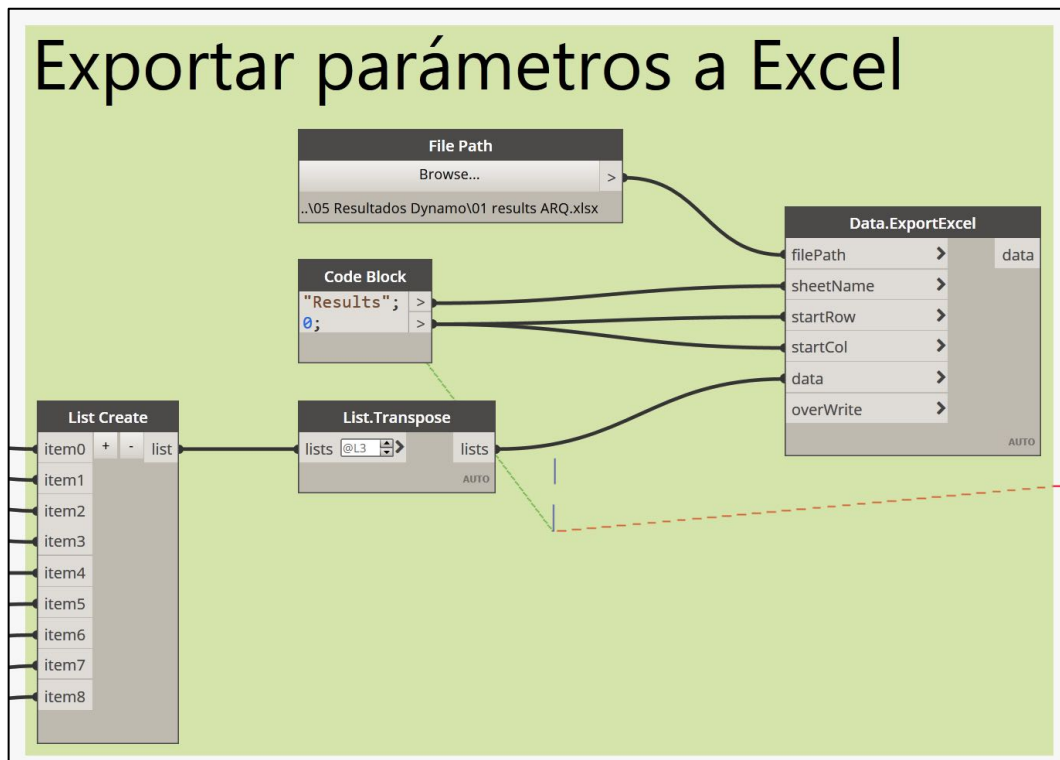 Exportar parámetros a Excel
File Path
Browse...
>
..\05 Resultados Dynamo\01 results ARQ.xlsx
Code Block
"Results"; >
0; >
Data.ExportExcel
filePath > data
sheetName >
startRow >
startCol >
data >
overWrite >
AUTO
List Create
item0 + - list
item1
item2
item3
item4
item5
item6
item7
item8
List.Transpose
lists @L3 > lists
AUTO